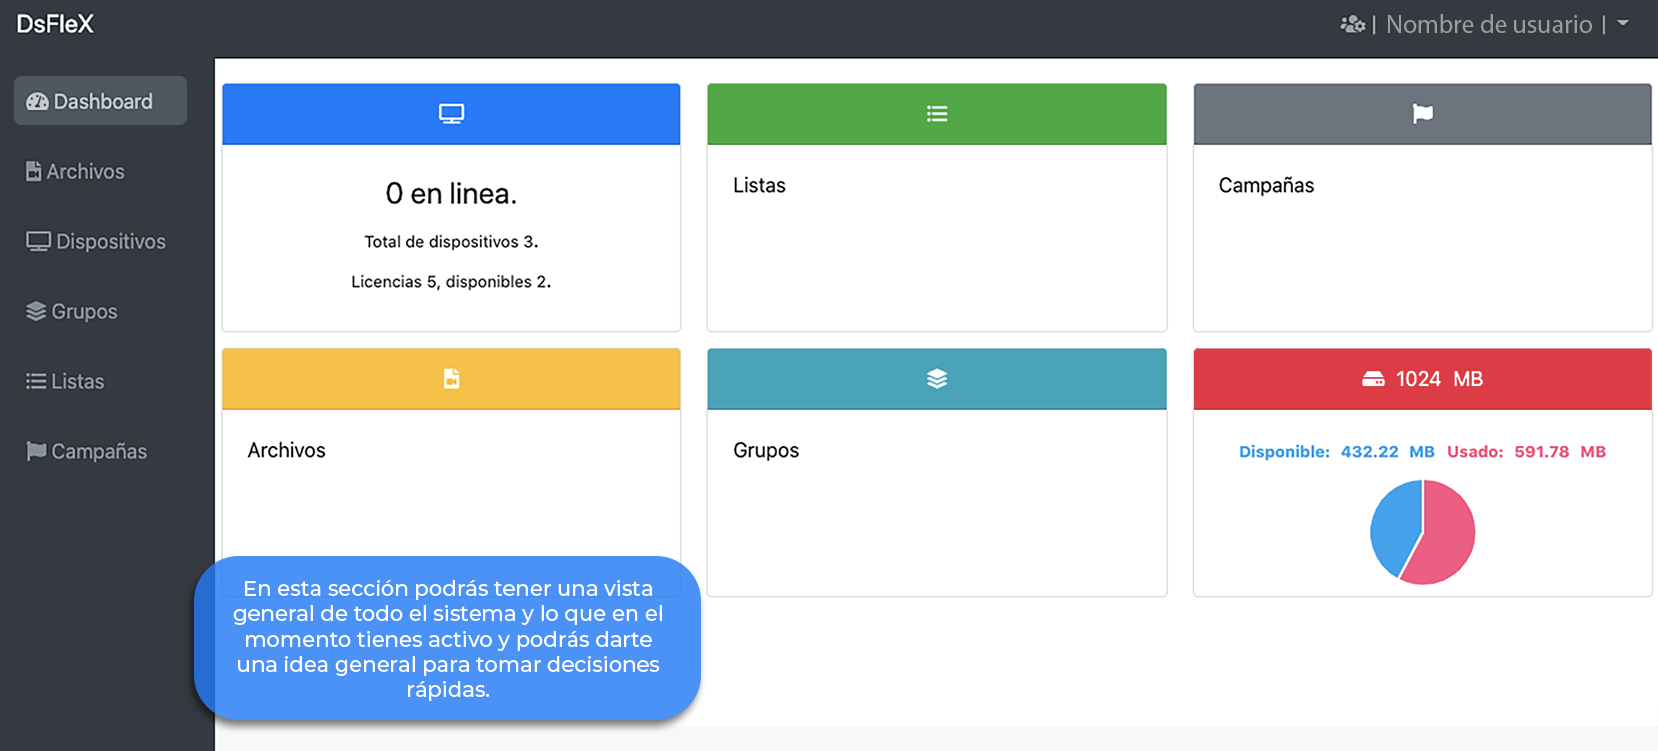 DsFleX
| Nombre de usuario |
Dashboard
Archivos
Dispositivos
Grupos
Listas
Campañas
0 en linea.
Total de dispositivos 3.
Licencias 5, disponibles 2.
Listas
Campañas
Archivos
Grupos
1024 MB
Disponible: 432.22 MB Usado: 591.78 MB
En esta sección podrás tener una vista
general de todo el sistema y lo que en el
momento tienes activo y podrás darte
una idea general para tomar decisiones
rápidas.